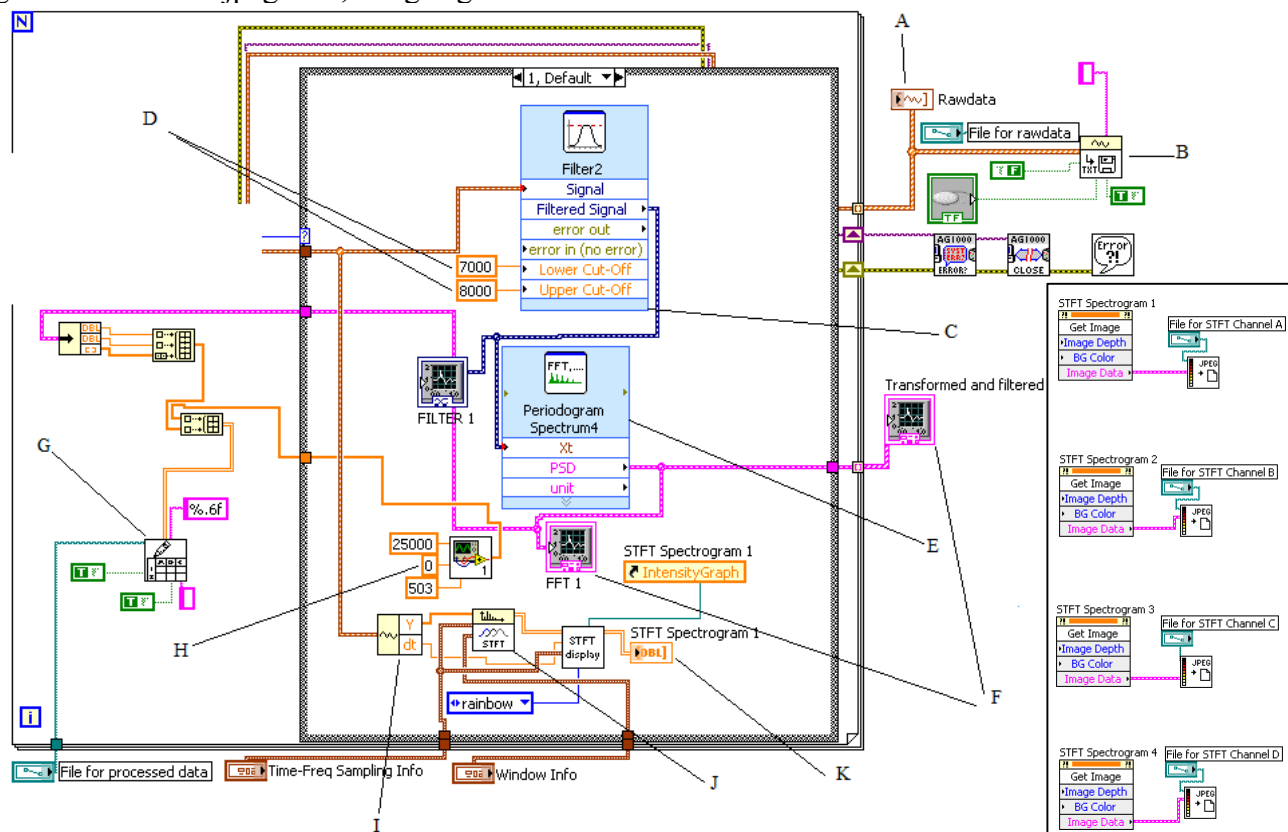 N
A
1, Default
Rawdata
File for rawdata
D
B
TXT
F
T
TF
Filter2
Signal
Filtered Signal
error out
error in (no error)
Lower Cut-Off
Upper Cut-Off
7000
8000
?
AG1000
SYST
ERR?
ERROR?
AG1000
CLOSE
Error
?!
C
DBL
DBL
FILTER 1
FFT,....
Periodogram
Spectrum4
Xt
PSD
unit
Transformed and filtered
G
%.6f
T
T
25000
0
503
1
FFT 1
E
STFT Spectrogram 1
IntensityGraph
H
Y
dt
STFT
STFT
display
STFT Spectrogram 1
DBL]
F
rainbow
K
i
J
File for processed data
Time-Freq Sampling Info
Window Info
I
STFT Spectrogram 1
?! ?!
Get Image
Image Depth
BG Color
Image Data
File for STFT Channel A
JPEG
STFT Spectrogram 2
?! ?!
Get Image
Image Depth
BG Color
Image Data
File for STFT Channel B
JPEG
STFT Spectrogram 3
?! ?!
Get Image
Image Depth
BG Color
Image Data
File for STFT Channel C
JPEG
STFT Spectrogram 4
?! ?!
Get Image
Image Depth
BG Color
Image Data
File for STFT Channel D
JPEG